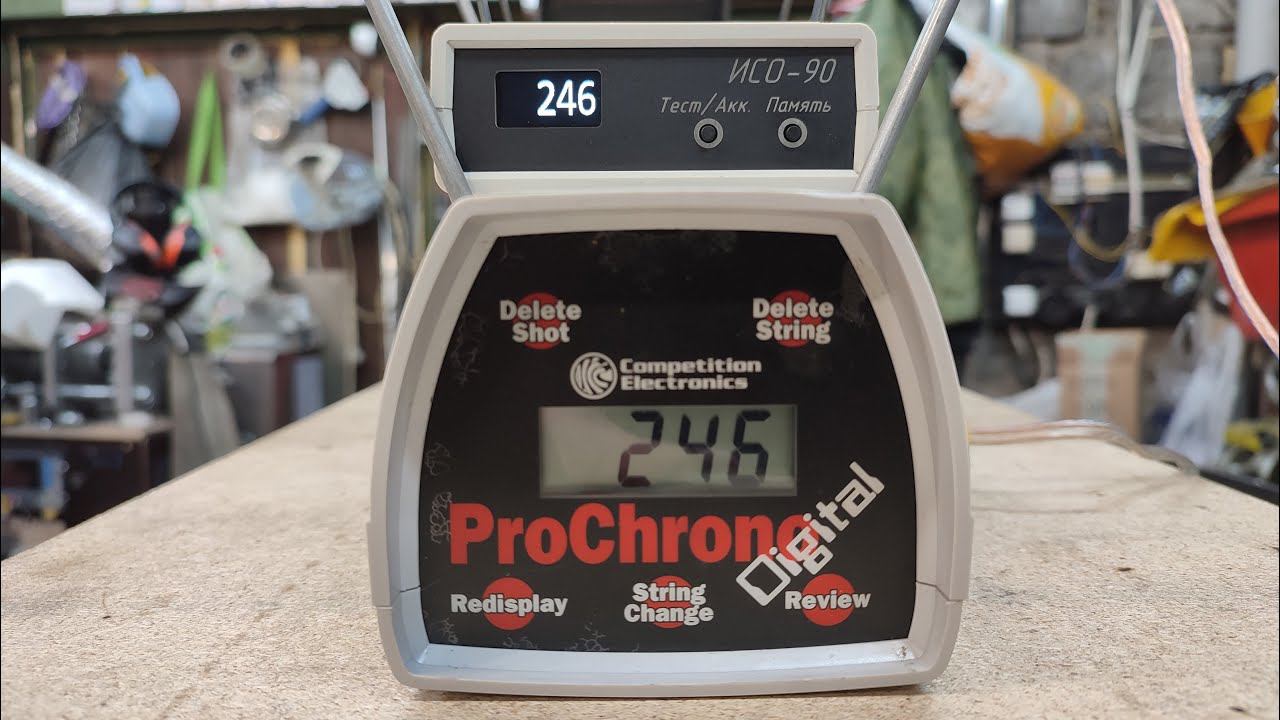 246
ИСО-90
Тест/Акк. Память
Delete
Shot
Delete
String
Competition
Electronics
246
ProChrono
Digital
Redisplay
String
Change
Review